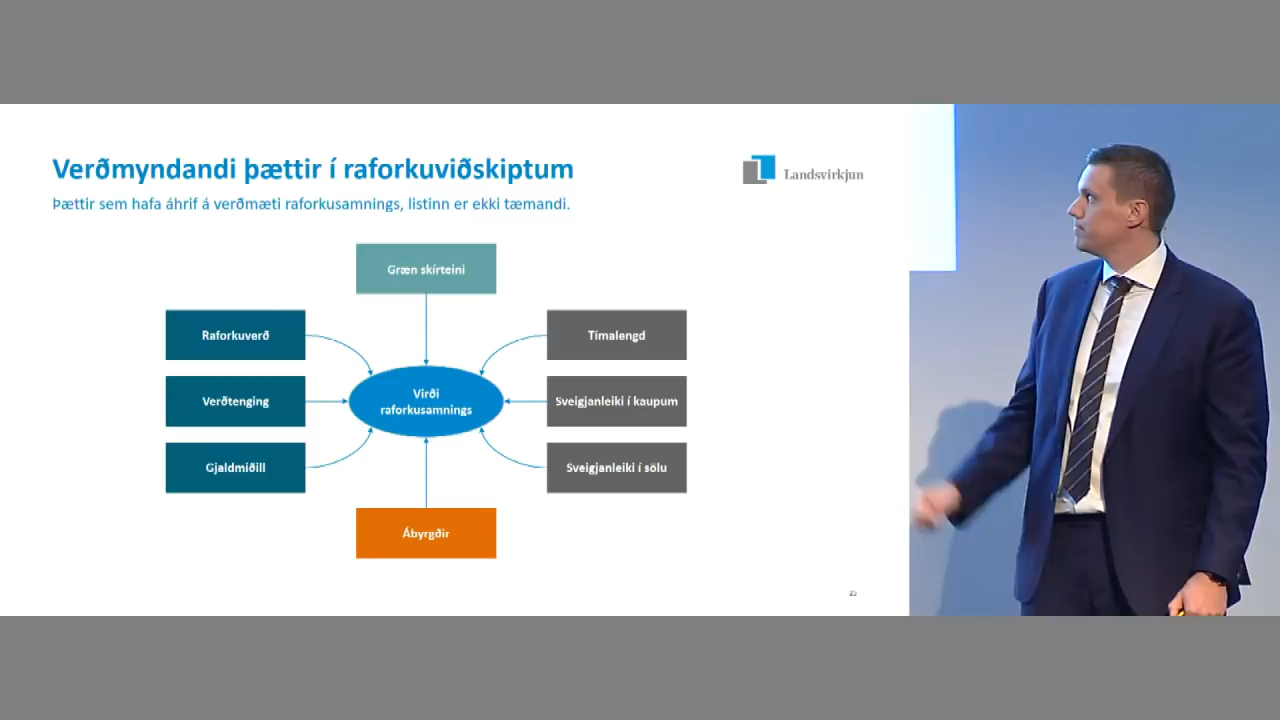 Verðmyndandi þættir í raforkuviðskiptum
Þættir sem hafa áhrif á verðmæti raforkusamnings, listinn er ekki tæmandi.
Landsvirkjun
Græn skírteini
Raforkuverð
Verðtenging
Gjaldmiðill
Virði
raforkusamnings
Tímalengd
Sveigjanleiki í kaupum
Sveigjanleiki í sölu
Ábyrgðir